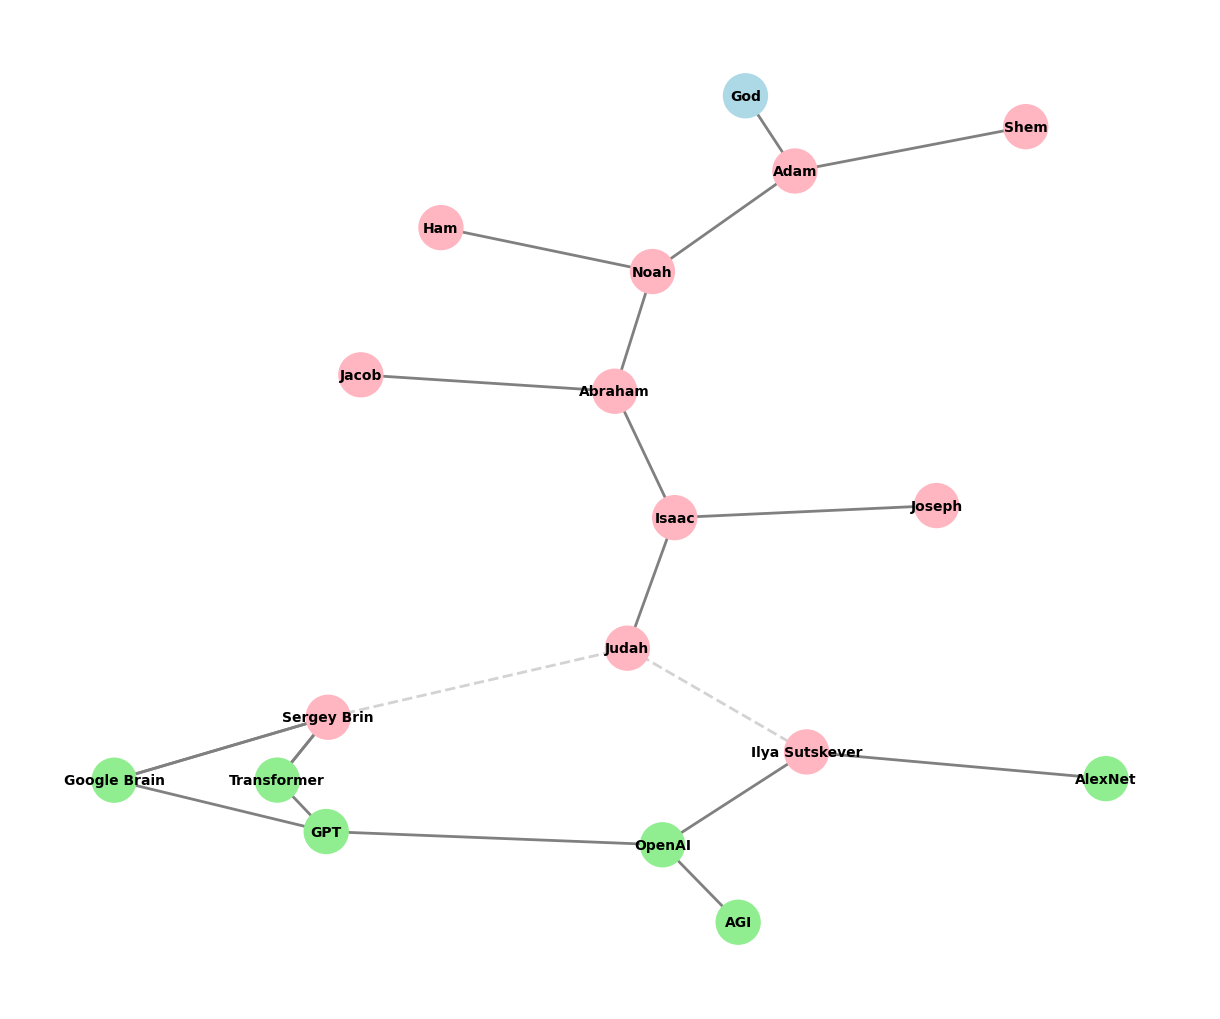 God
Shem
Adam
Ham
Noah
Jacob
Abraham
Joseph
Isaac
Judah
Sergey Brin
Ilya Sutskever
Google Brain
Transformer
AlexNet
GPT
OpenAI
AGI